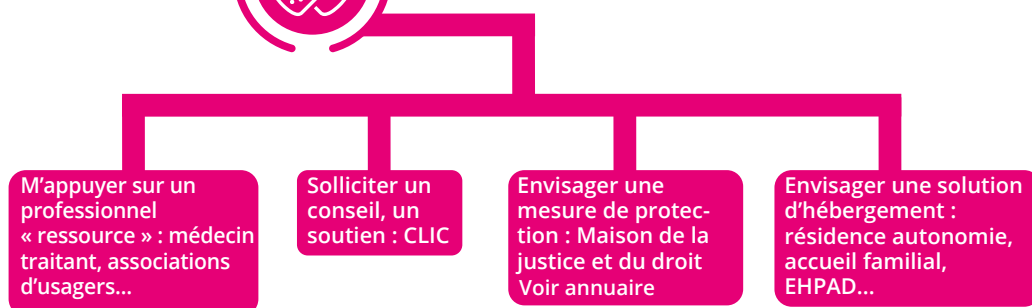 M’appuyer sur un
professionnel
« ressource » : médecin
traitant, associations
d’usagers...
Solliciter un
conseil, un
soutien : CLIC
Envisager une
mesure de protec-
tion : Maison de la
justice et du droit
Voir annuaire
Envisager une solution
d’hébergement :
résidence autonomie,
accueil familial,
EHPAD...